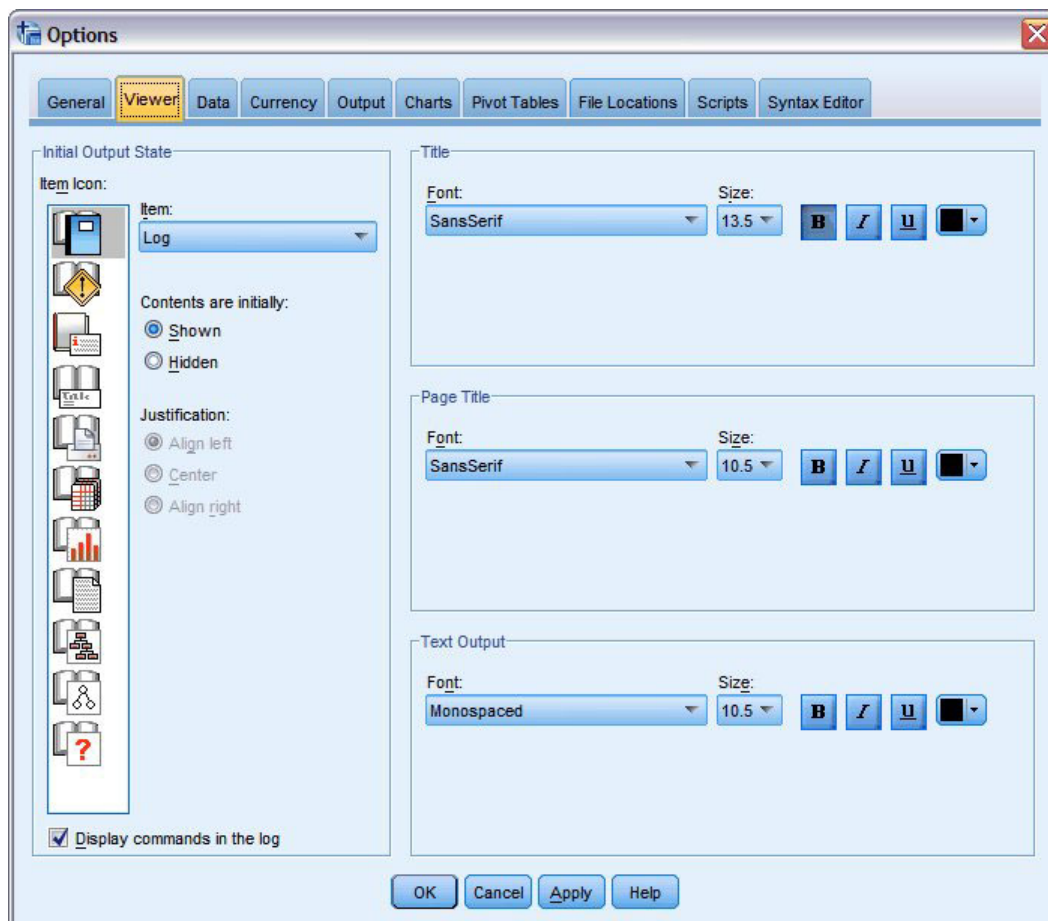 Options
General Viewer Data Currency Output Charts Pivot Tables File Locations Scripts Syntax Editor
Initial Output State
Item Icon:
Item:
Log
Contents are initially:
Shown
Hidden
Justification:
Align left
Center
Align right
Display commands in the log
Title
Font: Size:
SansSerif 13.5 B I U
Page Title
Font: Size:
SansSerif 10.5 B I U
Text Output
Font: Size:
Monospaced 10.5 B I U
Title
?
OK Cancel Apply Help